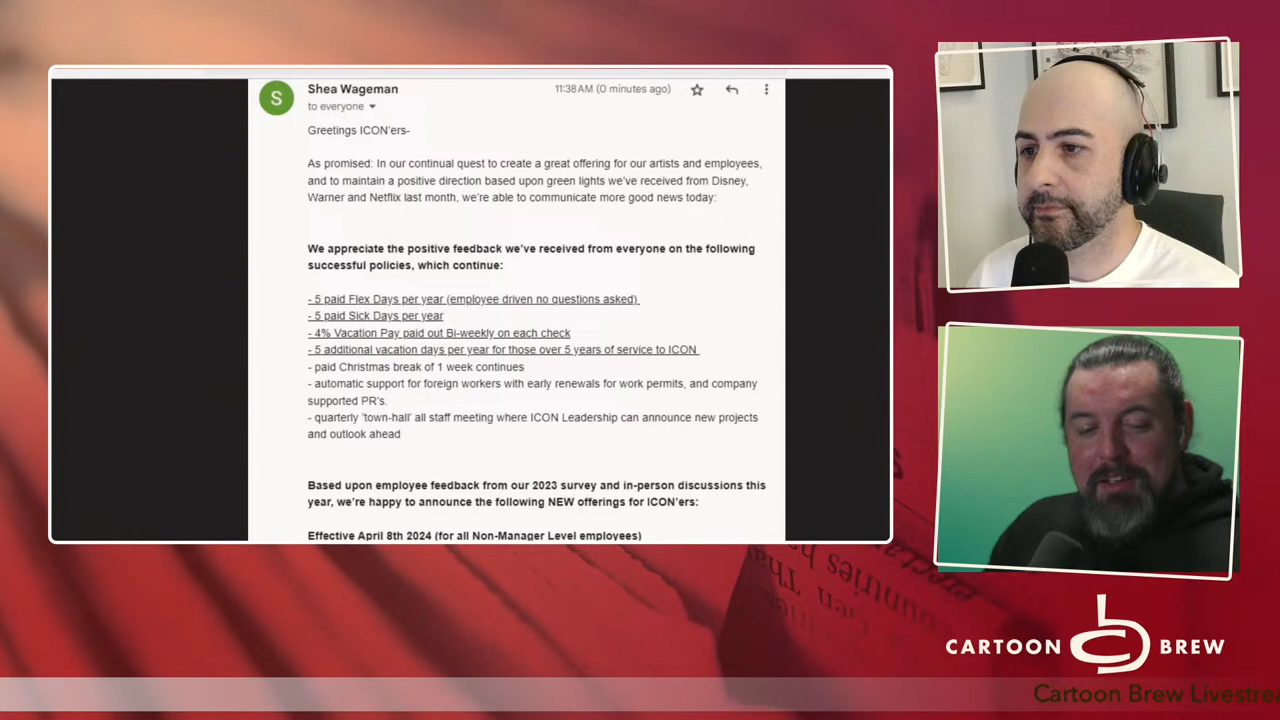 Shea Wageman
11:38AM (0 minutes ago)
S
to everyone
Greetings ICON'ers-
As promised: In our continual quest to create a great offering for our artists and employees,
and to maintain a positive direction based upon green lights we've received from Disney,
Warner and Netflix last month, we're able to communicate more good news today:
We appreciate the positive feedback we've received from everyone on the following
successful policies, which continue:
- 5 paid Flex Days per year (employee driven no questions asked)
- 5 paid Sick Days per year
- 4% Vacation Pay paid out Bi-weekly on each check
- 5 additional vacation days per year for those over 5 years of service to ICON
- paid Christmas break of 1 week continues
- automatic support for foreign workers with early renewals for work permits, and company
supported PR's.
- quarterly 'town-hall' all staff meeting where ICON Leadership can announce new projects
and outlook ahead
Based upon employee feedback from our 2023 survey and in-person discussions this
year, we're happy to announce the following NEW offerings for ICON'ers:
Effective April 8th 2024 (for all Non-Manager Level employees)
CARTOON BREW
Cartoon Brew Livestre